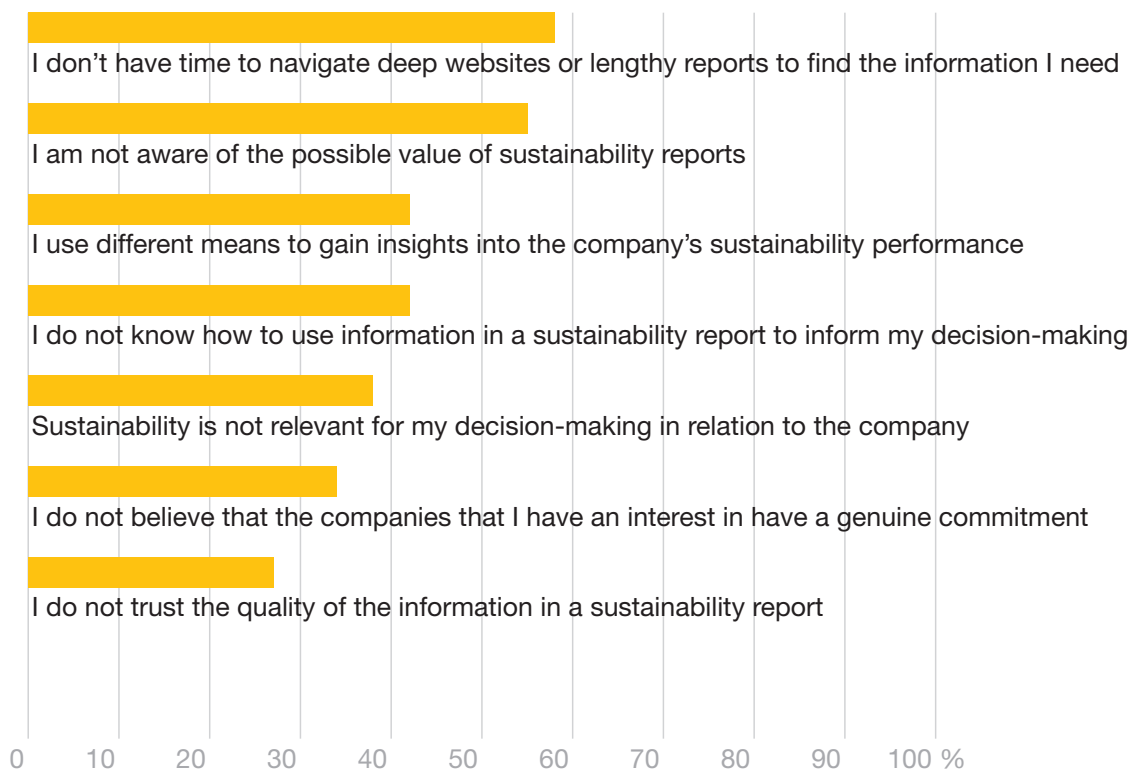 I don’t have time to navigate deep websites or lengthy reports to find the information I need
I am not aware of the possible value of sustainability reports
I use different means to gain insights into the company’s sustainability performance
I do not know how to use information in a sustainability report to inform my decision-making
Sustainability is not relevant for my decision-making in relation to the company
I do not believe that the companies that I have an interest in have a genuine commitment
I do not trust the quality of the information in a sustainability report
0 10 20 30 40 50 60 70 80 90 100 %